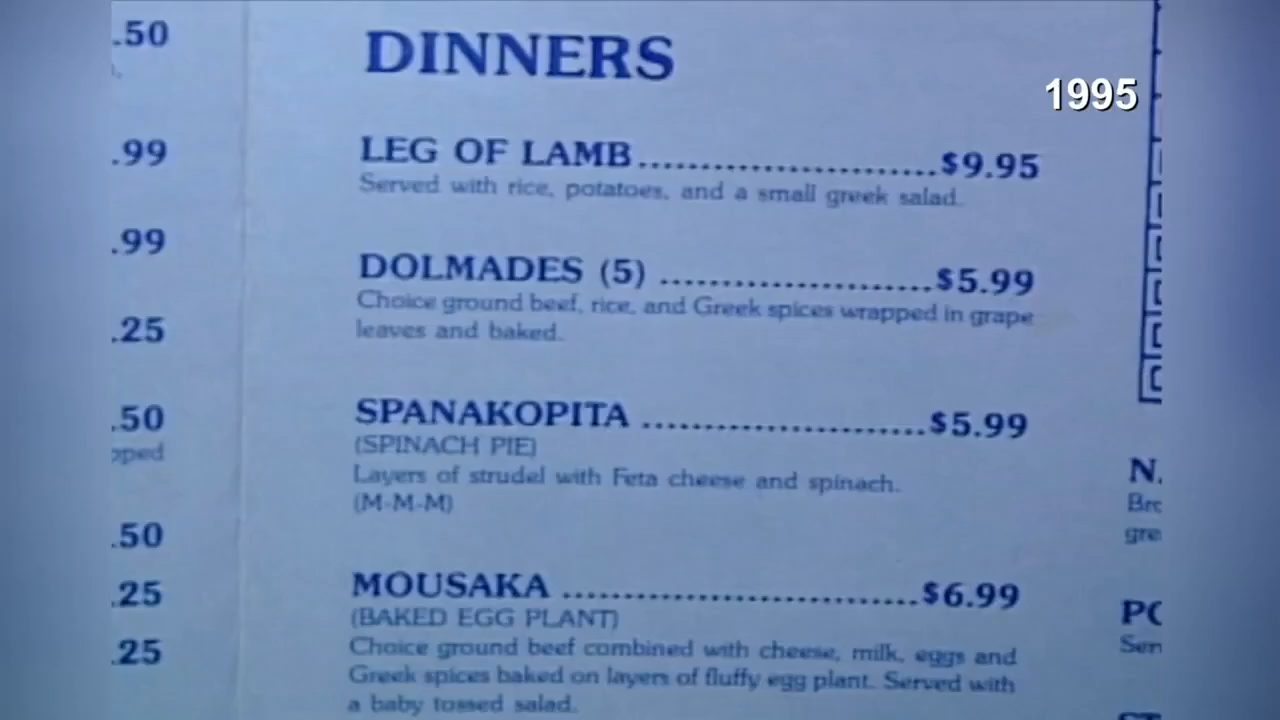 .50
.99
.99
.25
.50
pped
.50
.25
.25
DINNERS
1995
LEG OF LAMB........................$9.95
Served with rice, potatoes, and a small greek salad.
DOLMADES (5) ......................$5.99
Choice ground beef, rice, and Greek spices wrapped in grape
leaves and baked.
SPANAKOPITA ......................$5.99
(SPINACH PIE)
Layers of strudel with Feta cheese and spinach.
(M-M-M)
MOUSAKA ............................$6.99
(BAKED EGG PLANT)
Choice ground beef combined with cheese, milk, eggs and
Greek spices baked on layers of fluffy egg plant. Served with
a baby tossed salad.
N.
Bro
gre
PO